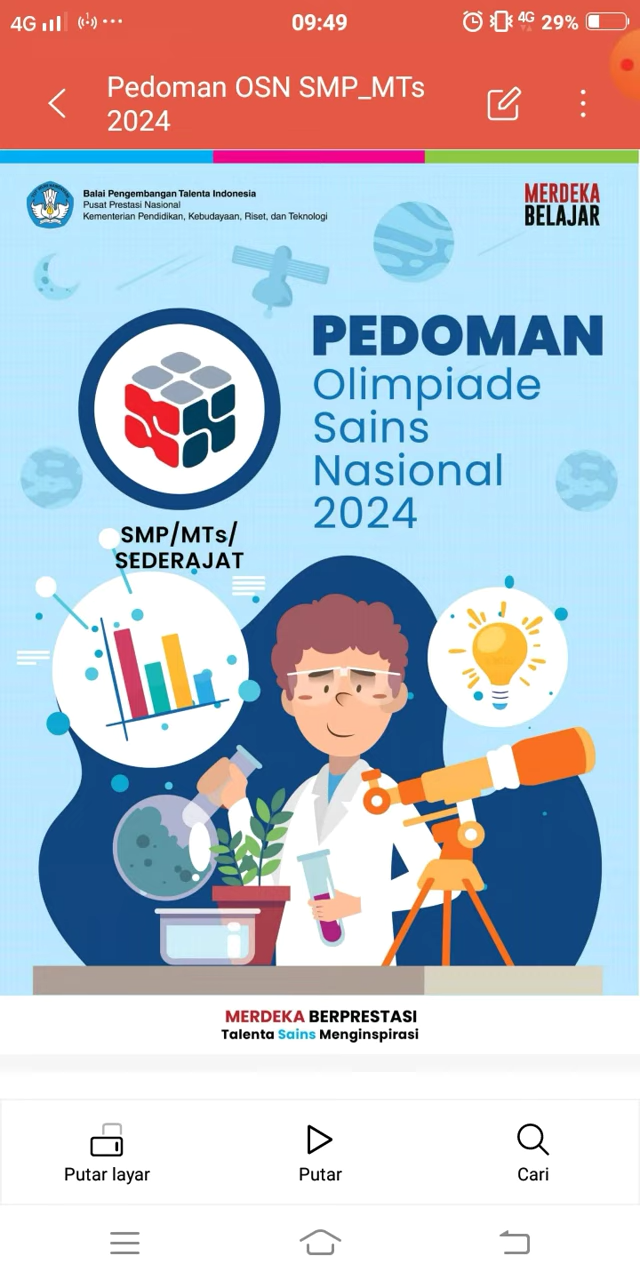 4G 09:49 4G 29%
Pedoman OSN SMP_MTs
2024
Balai Pengembangan Talenta Indonesia
Pusat Prestasi Nasional
Kementerian Pendidikan, Kebudayaan, Riset, dan Teknologi
MERDEKA
BELAJAR
PEDOMAN
Olimpiade
Sains
Nasional
2024
SMP/MTs/
SEDERAJAT
MERDEKA BERPRESTASI
Talenta Sains Menginspirasi
Putar layar
Putar
Cari